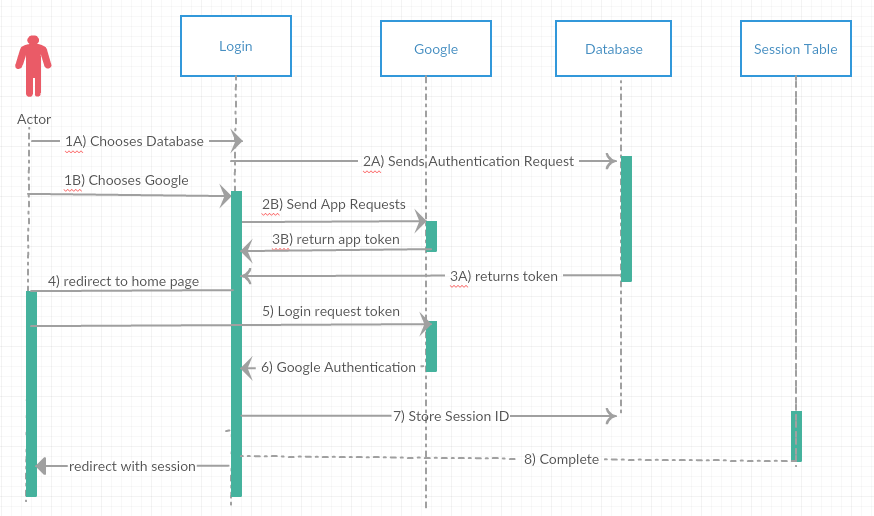 Login
Google
Database
Session Table
Actor
1A) Chooses Database
2A) Sends Authentication Request
1B) Chooses Google
2B) Send App Requests
3B) return app token
3A) returns token
4) redirect to home page
5) Login request token
6) Google Authentication
7) Store Session ID
8) Complete
redirect with session